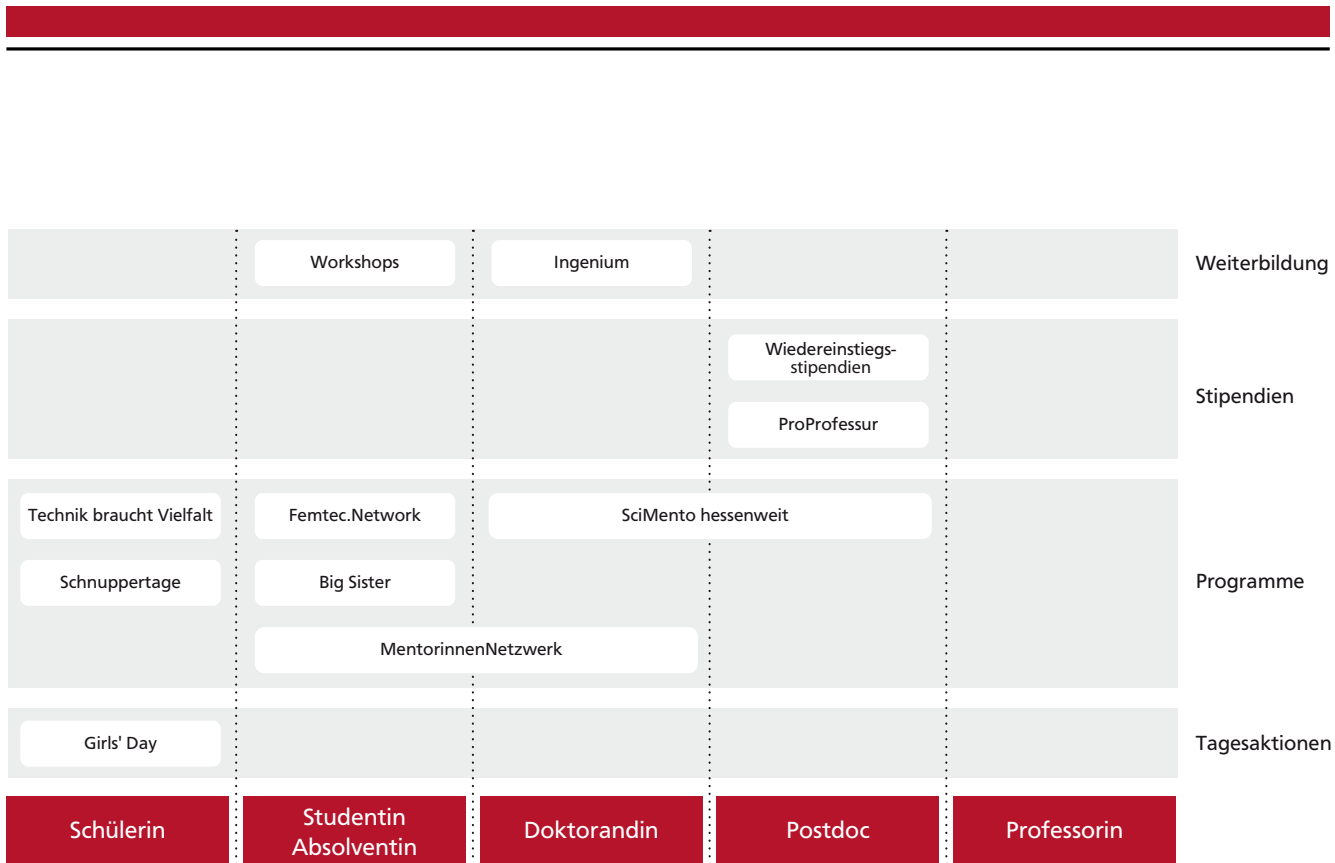 Workshops
Ingenium
Weiterbildung
Wiedereinstiegs-
stipendien
ProProfessur
Stipendien
Technik braucht Vielfalt
Femtec.Network
SciMento hessenweit
Schnuppertage
Big Sister
Programme
MentorinnenNetzwerk
Girls' Day
Tagesaktionen
Schülerin
Studentin
Absolventin
Doktorandin
Postdoc
Professorin